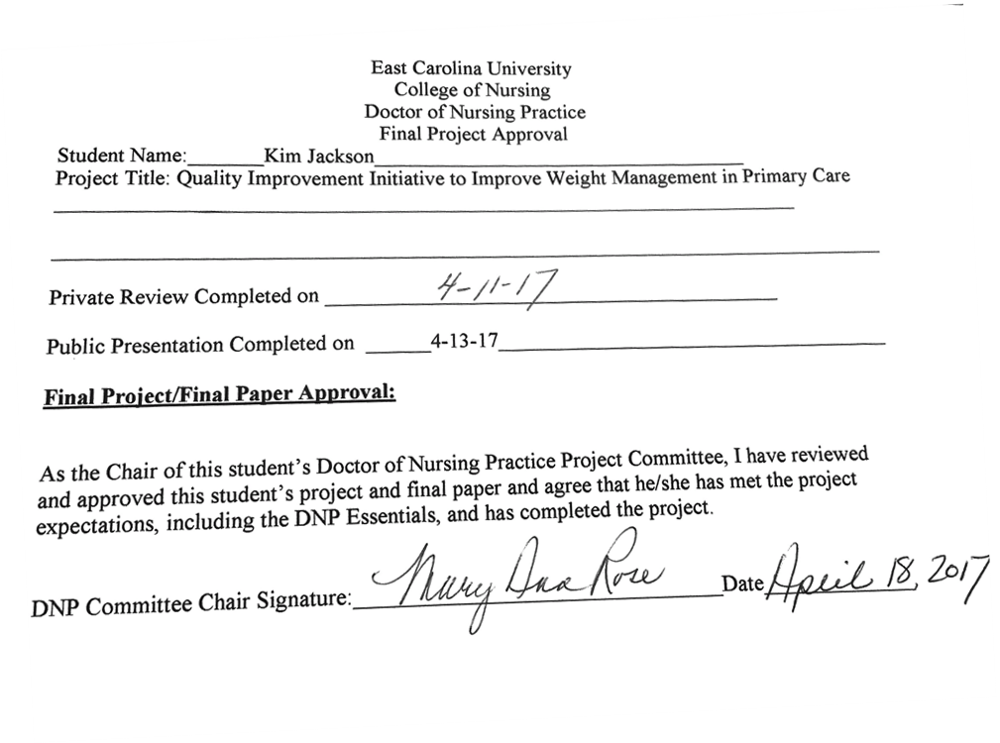 East Carolina University
College of Nursing
Doctor of Nursing Practice
Final Project Approval
Student Name:_______Kim Jackson_______
Project Title: Quality Improvement Initiative to Improve Weight Management in Primary Care
Private Review Completed on 4-11-17
Public Presentation Completed on ______4-13-17______
Final Project/Final Paper Approval:
As the Chair of this student's Doctor of Nursing Practice Project Committee, I have reviewed
and approved this student's project and final paper and agree that he/she has met the project
expectations, including the DNP Essentials, and has completed the project.
DNP Committee Chair Signature: Mary Ann Rose Date April 18, 2017